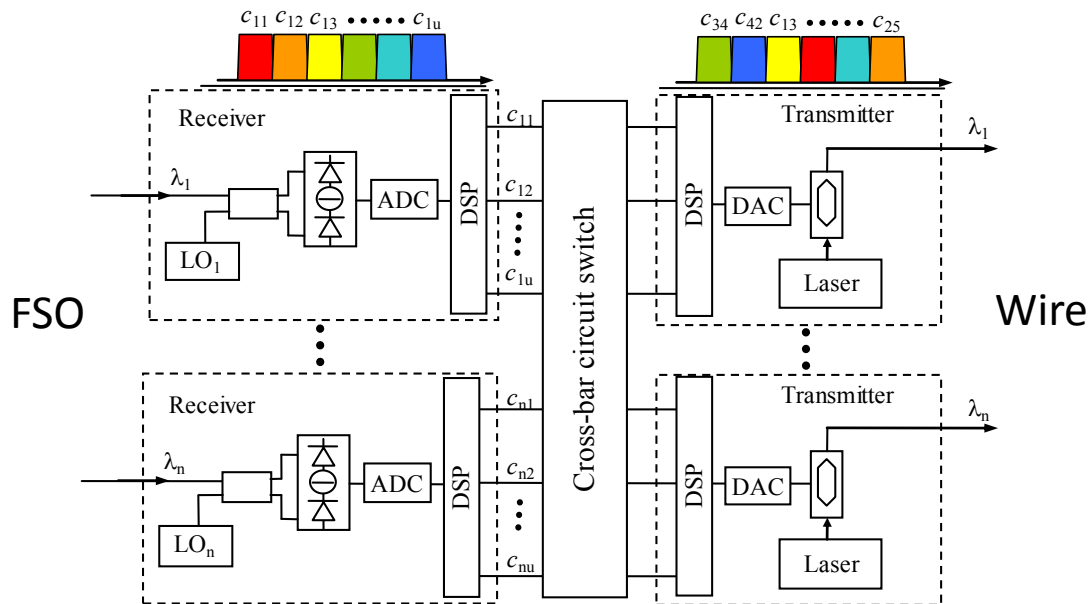 c11 c12 c13 ..... c1u
c34 c42 c13 ..... c25
Receiver
λ1
LO1
ADC
DSP
c11
c12
c1u
Cross-bar circuit switch
Transmitter
DSP
DAC
Laser
λ1
FSO
Wire
Receiver
λn
LOn
ADC
DSP
cn1
cn2
cnu
Transmitter
DSP
DAC
Laser
λn